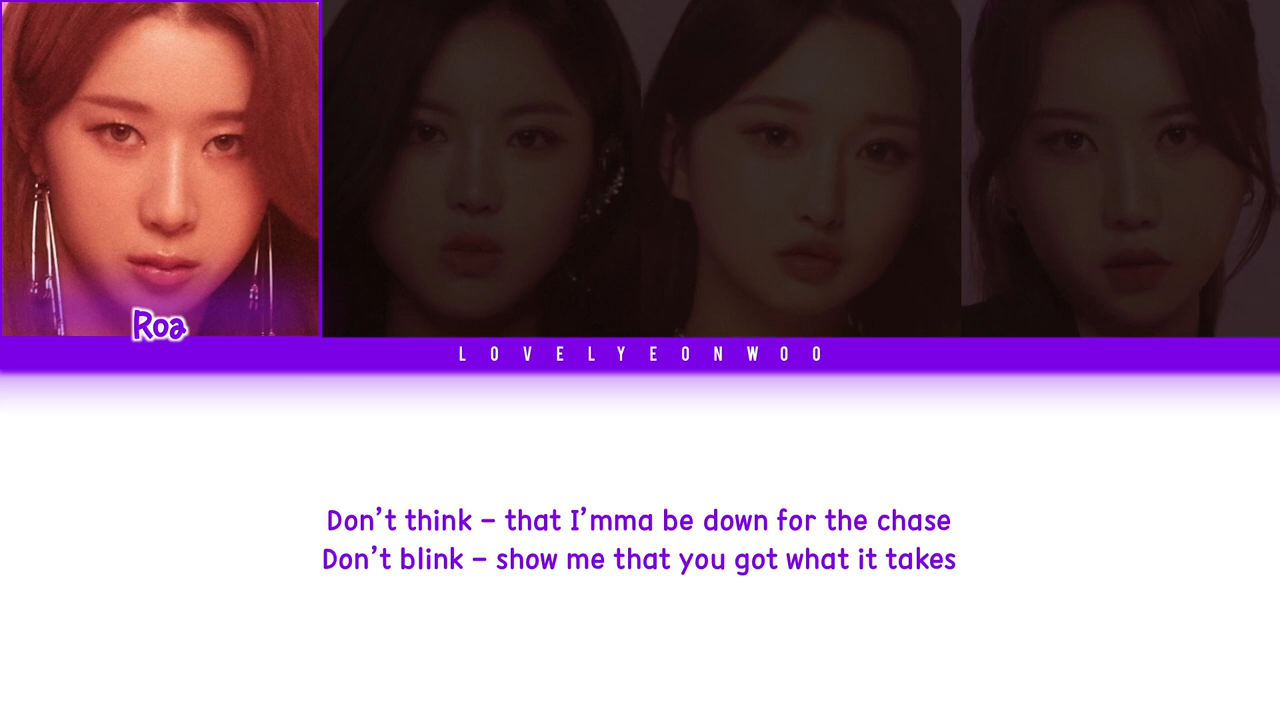 Roa
LOVELYEONWOO
Don't think – that I'mma be down for the chase
Don't blink – show me that you got what it takes